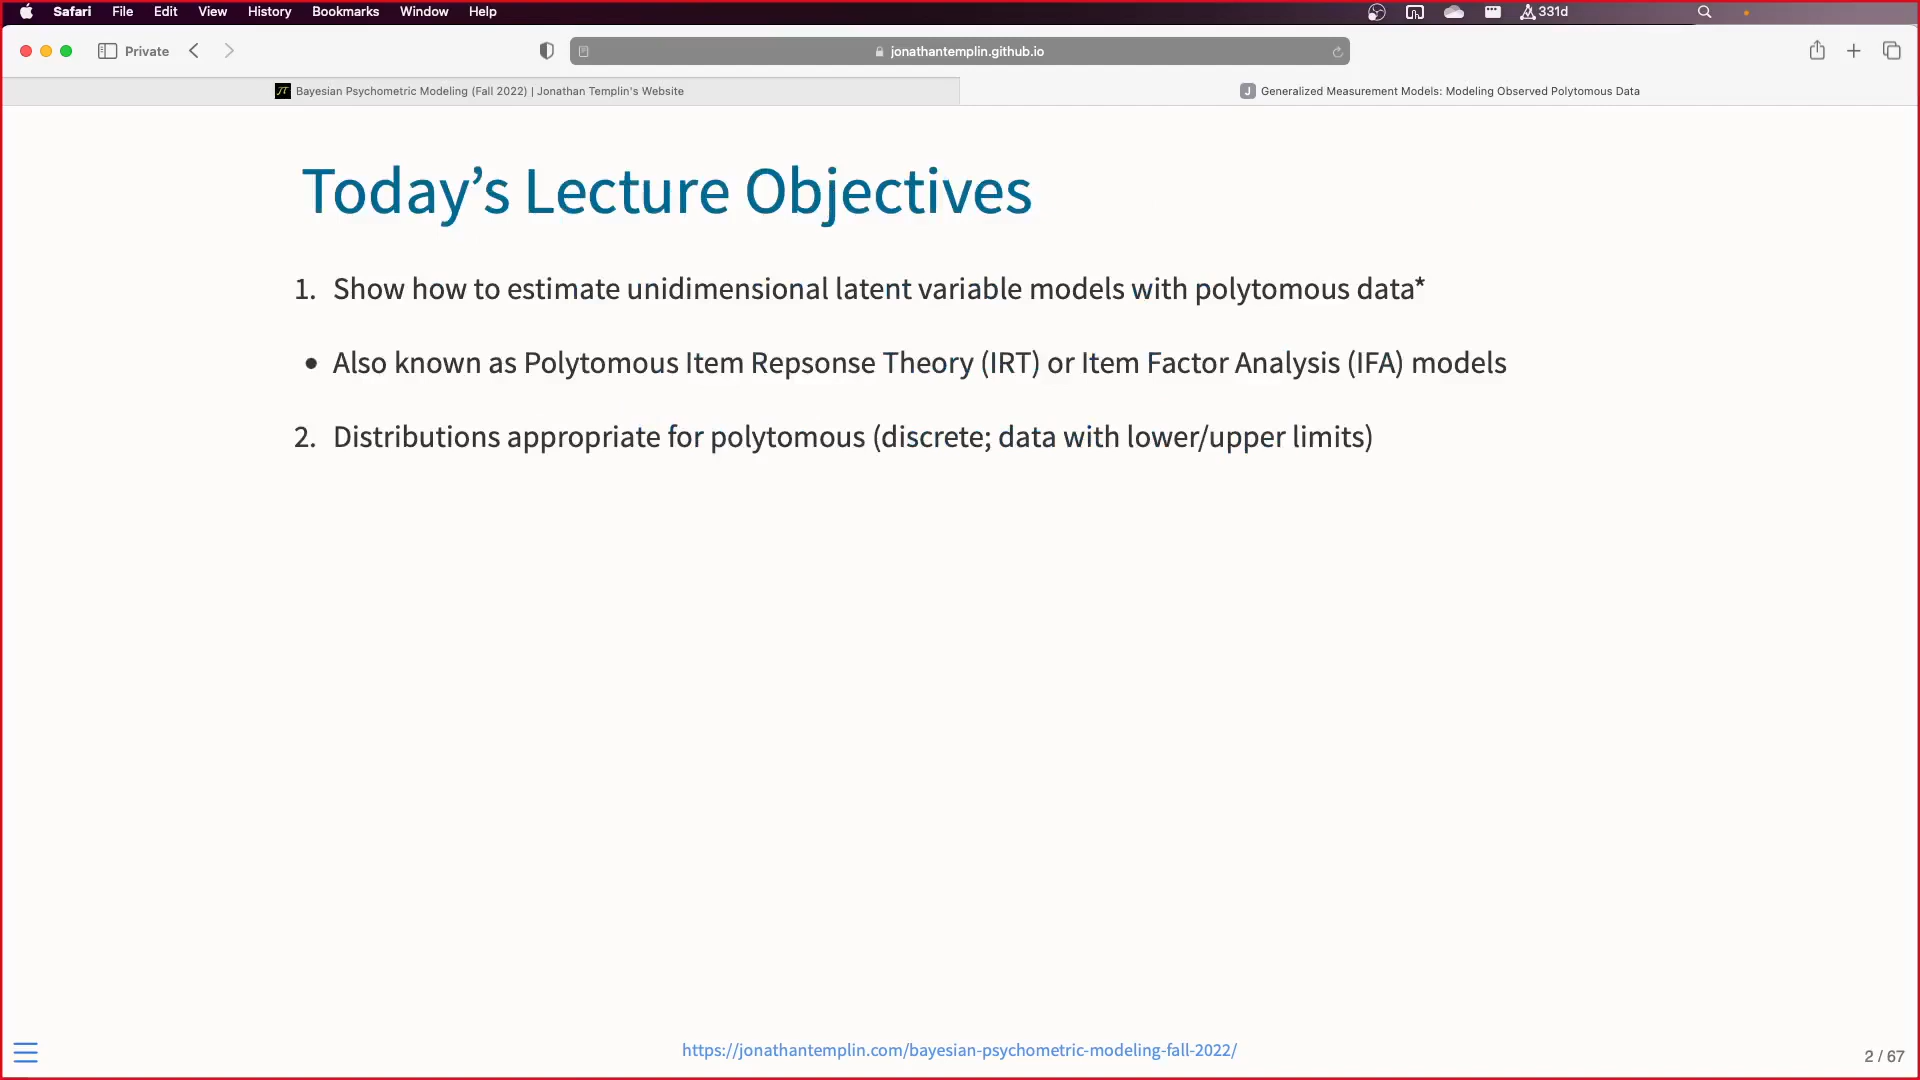 Safari File Edit View History Bookmarks Window Help 331d
Private jonathantemplin.github.io
JT Bayesian Psychometric Modeling (Fall 2022) | Jonathan Templin's Website J Generalized Measurement Models: Modeling Observed Polytomous Data
Today’s Lecture Objectives
1. Show how to estimate unidimensional latent variable models with polytomous data*
• Also known as Polytomous Item Repsonse Theory (IRT) or Item Factor Analysis (IFA) models
2. Distributions appropriate for polytomous (discrete; data with lower/upper limits)
https://jonathantemplin.com/bayesian-psychometric-modeling-fall-2022/
2 / 67